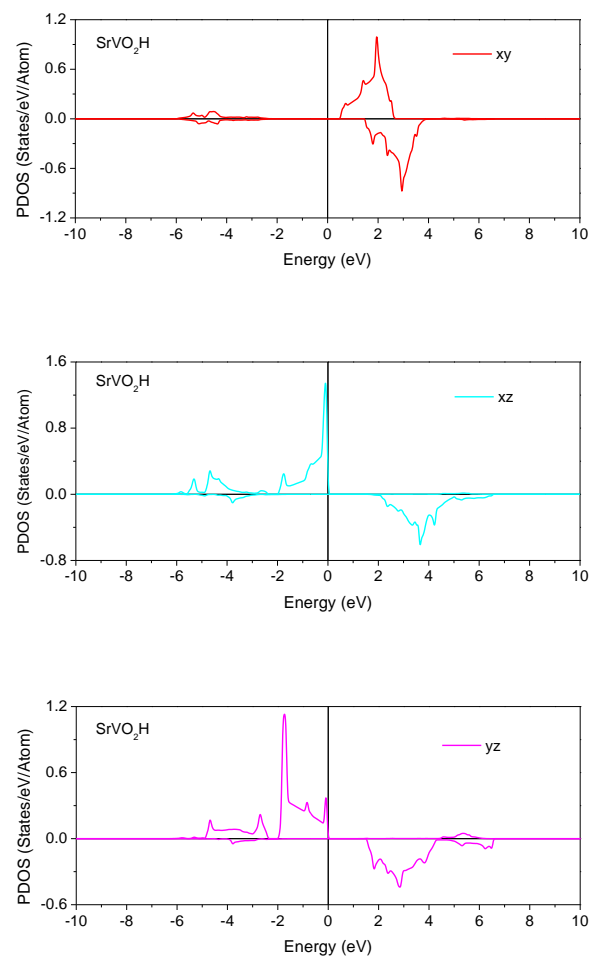 1.2
SrVO2H
xy
0.6
0.0
-0.6
-1.2
PDOS (States/eV/Atom)
-10 -8 -6 -4 -2 0 2 4 6 8 10
Energy (eV)
1.6
SrVO2H
xz
0.8
0.0
-0.8
PDOS (States/eV/Atom)
-10 -8 -6 -4 -2 0 2 4 6 8 10
Energy (eV)
1.2
SrVO2H
yz
0.6
0.0
-0.6
PDOS (States/eV/Atom)
-10 -8 -6 -4 -2 0 2 4 6 8 10
Energy (eV)